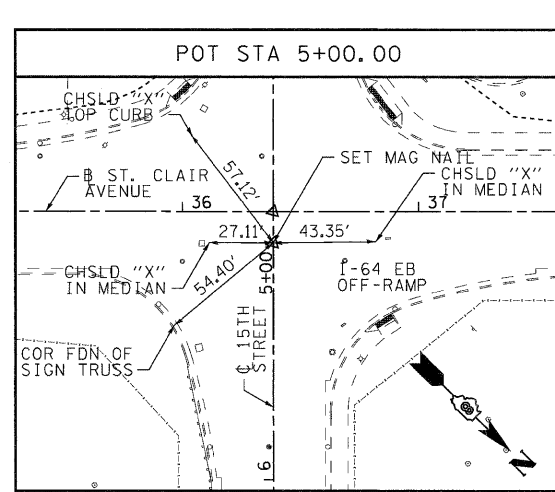 POT STA 5+00.00
CHSLD "X"
TOP CURB
57.12'
SET MAG NAIL
CHSLD "X"
IN MEDIAN
B ST. CLAIR
AVENUE
36
37
27.11'
43.35'
CHSLD "X"
IN MEDIAN
54.40'
5+00
I-64 EB
OFF-RAMP
℄ 15TH
STREET
COR FDN OF
SIGN TRUSS
6
N